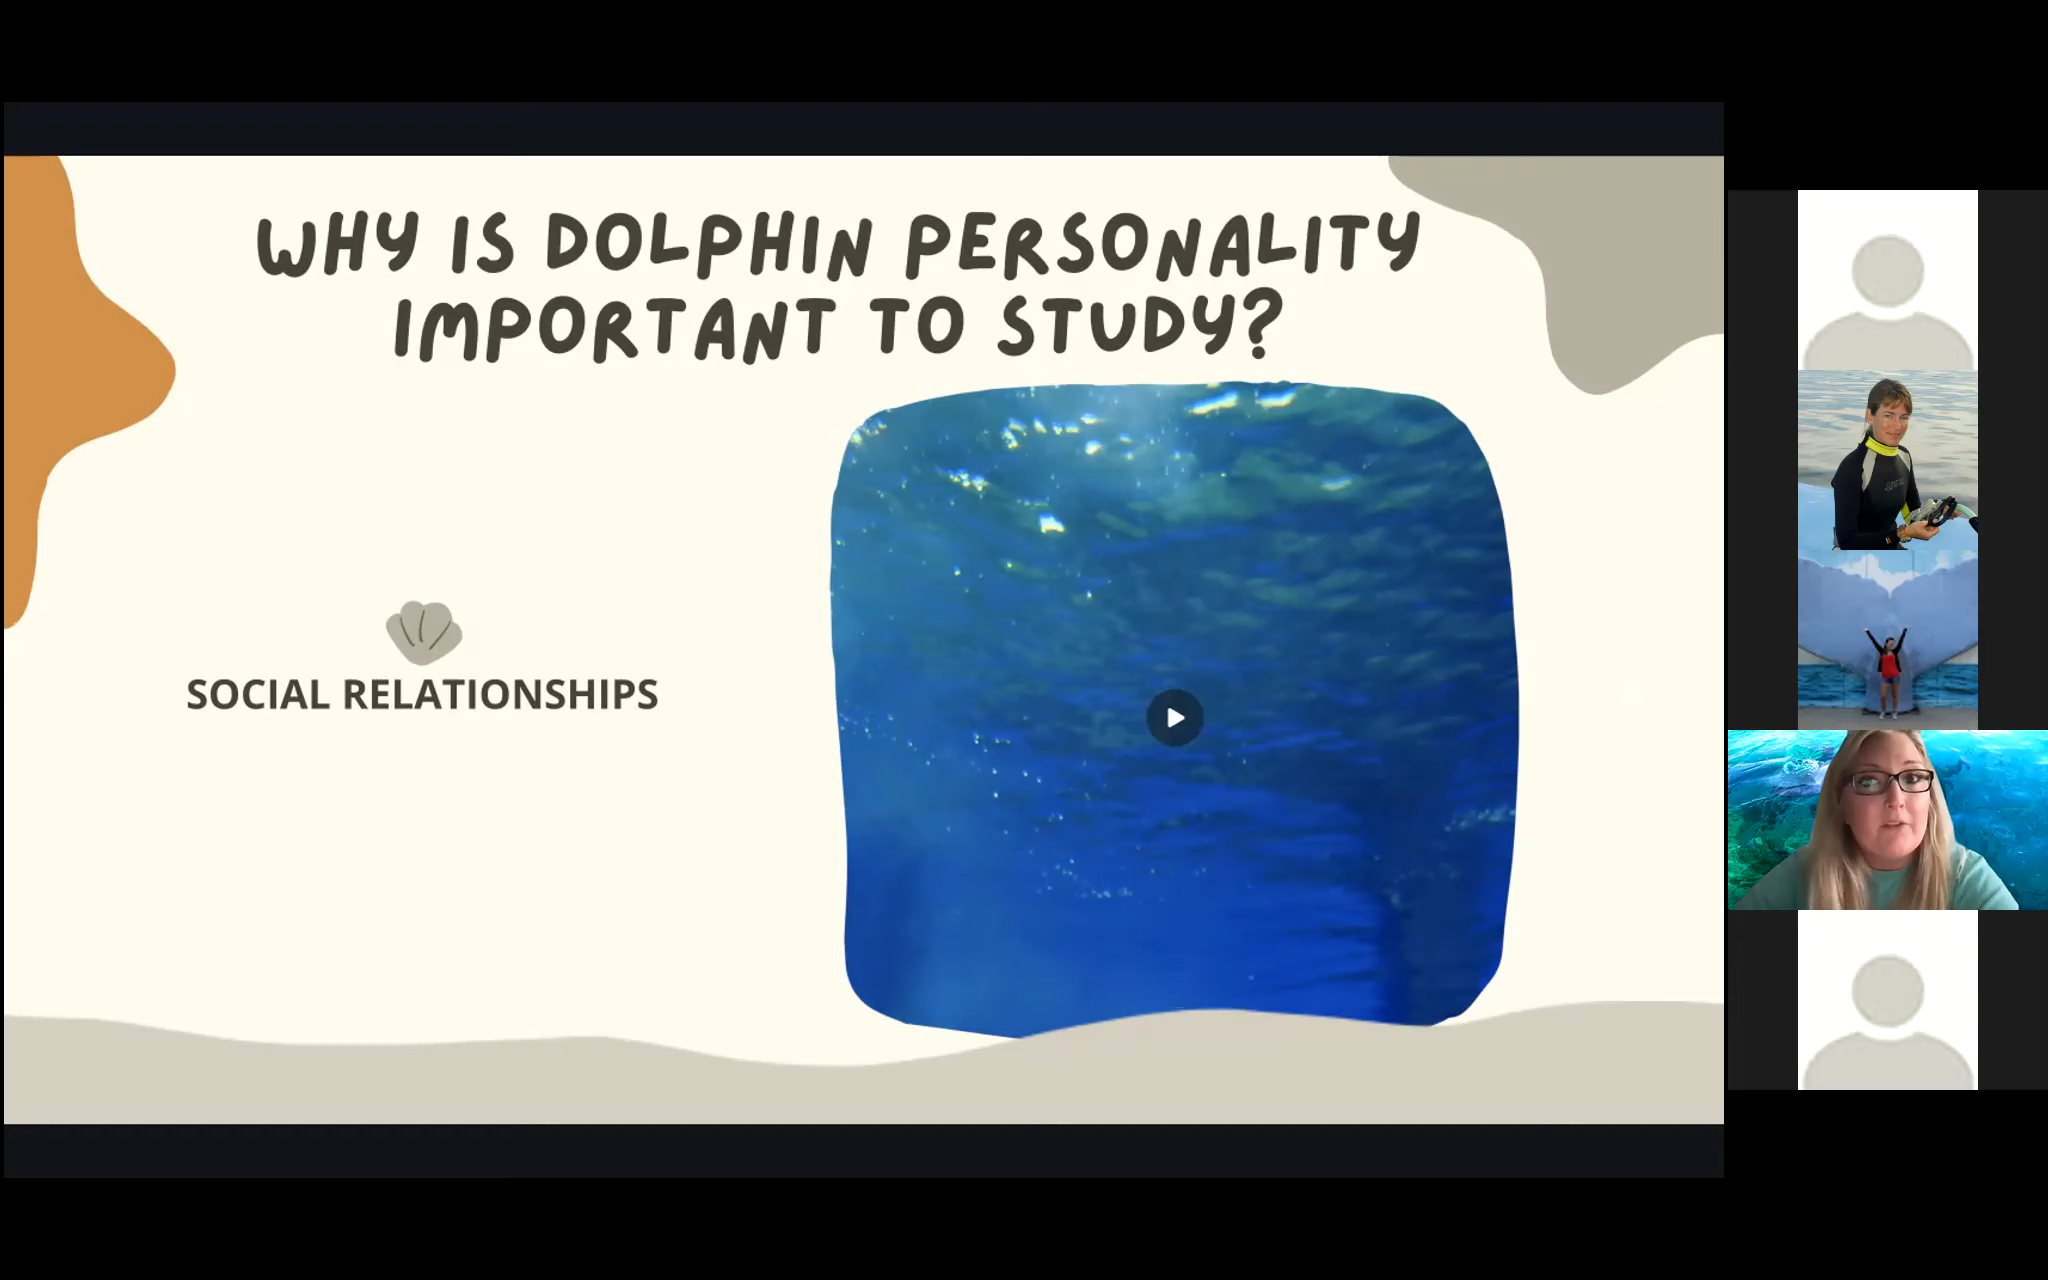 WHY IS DOLPHIN PERSONALITY
IMPORTANT TO STUDY?
SOCIAL RELATIONSHIPS